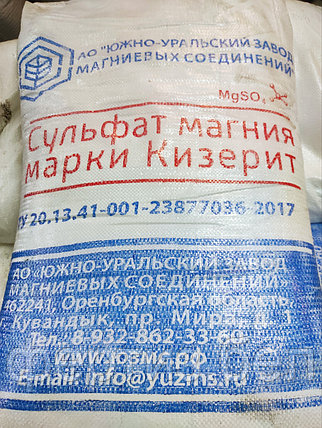 АО "ЮЖНО-УРАЛЬСКИЙ ЗАВОД
МАГНИЕВЫХ СОЕДИНЕНИЙ"
MgSO₄
Сульфат магния
марки Кизерит
ТУ 20.13.41-001-23877036-2017
АО "ЮЖНО-УРАЛЬСКИЙ ЗАВОД
МАГНИЕВЫХ СОЕДИНЕНИЙ"
462241, Оренбургская область,
г. Кувандык, пр. Мира, д. 1
Тел.: 8-932-862-33-60
www.юзмс.рф
E-mail: info@yuzms.ru